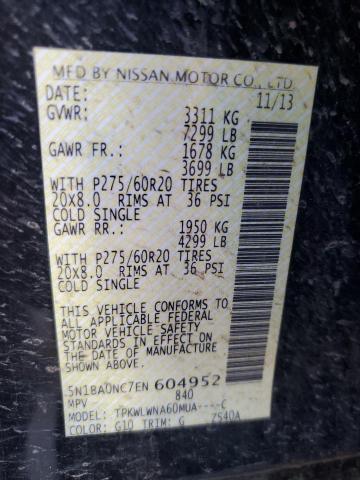 MFD BY NISSAN MOTOR CO., LTD
DATE: 11/13
GVWR: 3311 KG
7299 LB
GAWR FR.: 1678 KG
3699 LB
WITH P275/60R20 TIRES
20X8.0 RIMS AT 36 PSI
COLD SINGLE
GAWR RR.: 1950 KG
4299 LB
WITH P275/60R20 TIRES
20X8.0 RIMS AT 36 PSI
COLD SINGLE
THIS VEHICLE CONFORMS TO
ALL APPLICABLE FEDERAL
MOTOR VEHICLE SAFETY
STANDARDS IN EFFECT ON
THE DATE OF MANUFACTURE
SHOWN ABOVE.
5N1BA0NC7EN 604952
MPV 840
MODEL: TPKWLWNA60MUA----C
COLOR: G10 TRIM: G Z540A